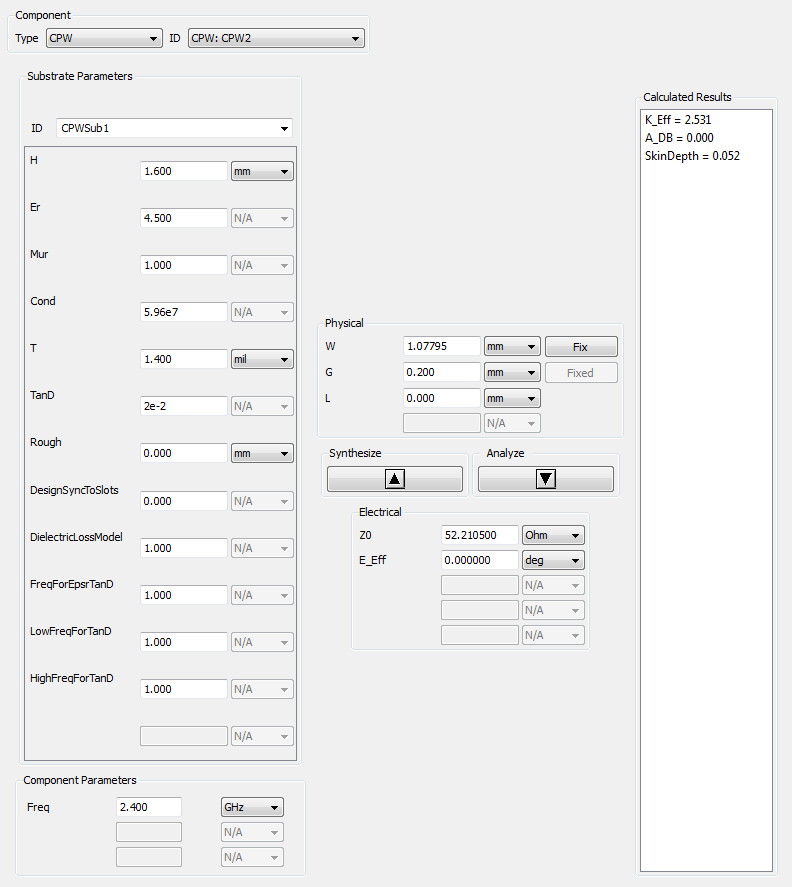 Component
Type CPW ID CPW: CPW2
Substrate Parameters
ID CPWSub1
H 1.600 mm
Er 4.500 N/A
Mur 1.000 N/A
Cond 5.96e7 N/A
T 1.400 mil
TanD 2e-2 N/A
Rough 0.000 mm
DesignSyncToSlots 0.000 N/A
DielectricLossModel 1.000 N/A
FreqForEpsrTanD 1.000 N/A
LowFreqForTanD 1.000 N/A
HighFreqForTanD 1.000 N/A
N/A
Component Parameters
Freq 2.400 GHz
N/A
N/A
Physical
W 1.07795 mm Fix
G 0.200 mm Fixed
L 0.000 mm
N/A
Synthesize Analyze
Electrical
Z0 52.210500 Ohm
E_Eff 0.000000 deg
N/A
N/A
N/A
Calculated Results
K_Eff = 2.531
A_DB = 0.000
SkinDepth = 0.052